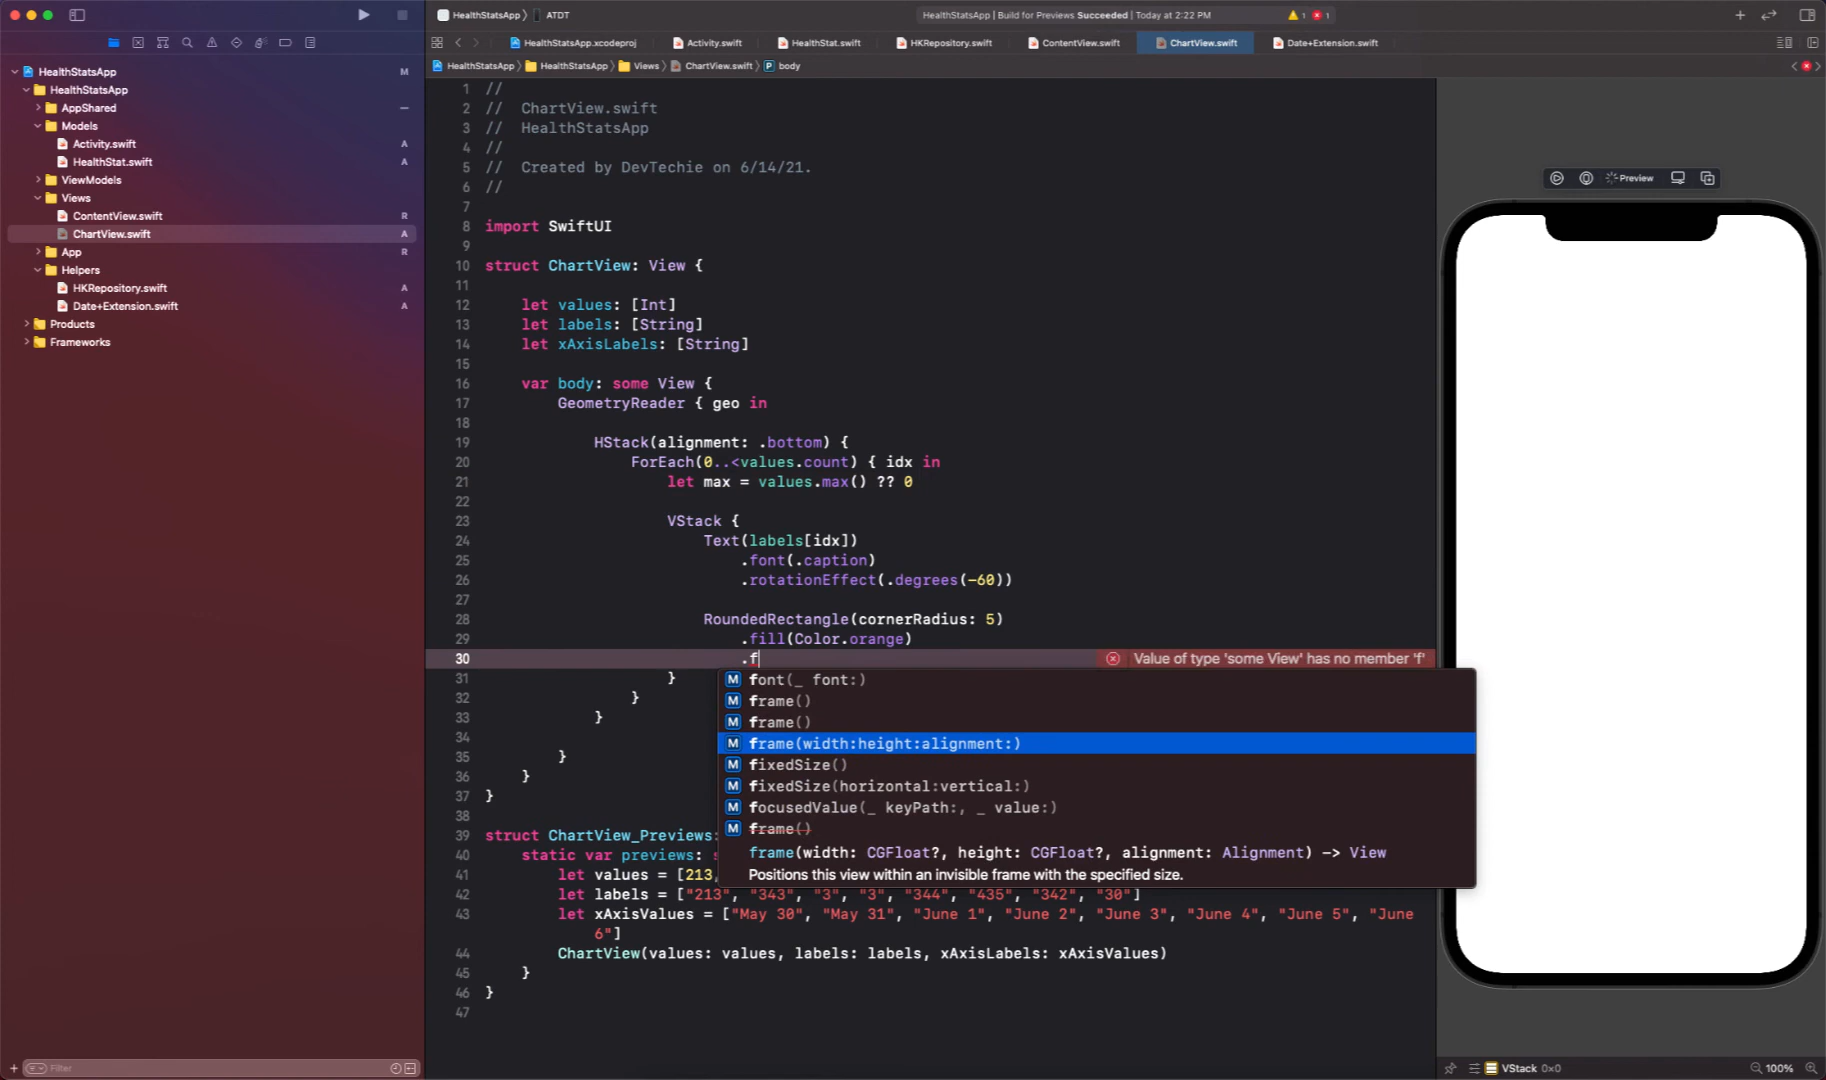 HealthStatsApp ⟩ ATDT
HealthStatsApp | Build for Previews Succeeded | Today at 2:22 PM
1
1
HealthStatsApp.xcodeproj
Activity.swift
HealthStat.swift
HKRepository.swift
ContentView.swift
ChartView.swift
Date+Extension.swift
HealthStatsApp ⟩ HealthStatsApp ⟩ Views ⟩ ChartView.swift ⟩ P body
HealthStatsApp M
HealthStatsApp
AppShared
Models
Activity.swift A
HealthStat.swift A
ViewModels
Views
ContentView.swift R
ChartView.swift A
App R
Helpers
HKRepository.swift A
Date+Extension.swift A
Products
Frameworks
Filter
1 //
2 //  ChartView.swift
3 //  HealthStatsApp
4 //
5 //  Created by DevTechie on 6/14/21.
6 //
7
8 import SwiftUI
9
10 struct ChartView: View {
11
12     let values: [Int]
13     let labels: [String]
14     let xAxisLabels: [String]
15
16     var body: some View {
17         GeometryReader { geo in
18
19             HStack(alignment: .bottom) {
20                 ForEach(0..<values.count) { idx in
21                     let max = values.max() ?? 0
22
23                     VStack {
24                         Text(labels[idx])
25                             .font(.caption)
26                             .rotationEffect(.degrees(-60))
27
28                         RoundedRectangle(cornerRadius: 5)
29                             .fill(Color.orange)
30                             .f
Value of type 'some View' has no member 'f'
31                     }
32                 }
33             }
34
35         }
36     }
37 }
38
M font(_ font:)
M frame()
M frame()
M frame(width:height:alignment:)
M fixedSize()
M fixedSize(horizontal:vertical:)
M focusedValue(_ keyPath:, _ value:)
M frame()
frame(width: CGFloat?, height: CGFloat?, alignment: Alignment) -> View
Positions this view within an invisible frame with the specified size.
39 struct ChartView_Previews:
40     static var previews: s
41         let values = [213,
42         let labels = ["213", "343", "3", "3", "344", "435", "342", "30"]
43         let xAxisValues = ["May 30", "May 31", "June 1", "June 2", "June 3", "June 4", "June 5", "June
6"]
44         ChartView(values: values, labels: labels, xAxisLabels: xAxisValues)
45     }
46 }
47
Preview
VStack 0x0
100%